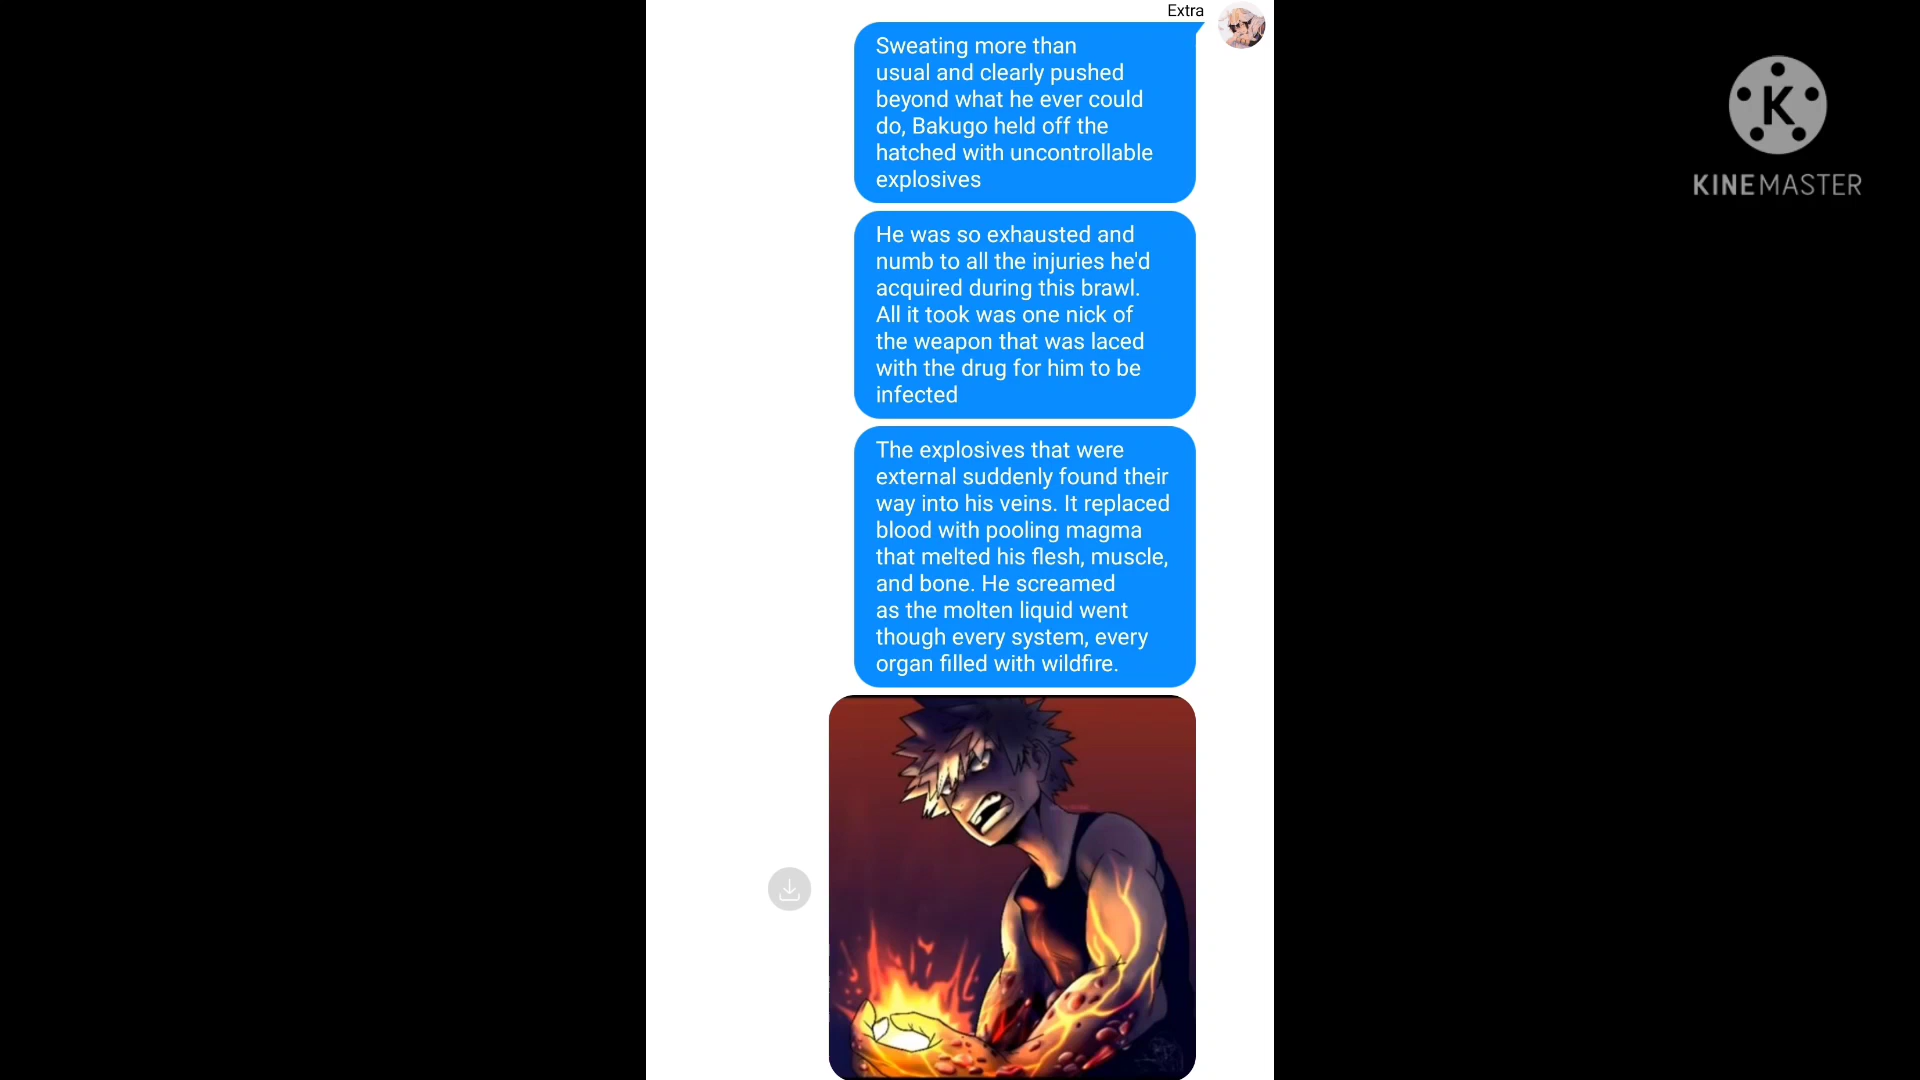 Extra
Sweating more than
usual and clearly pushed
beyond what he ever could
do, Bakugo held off the
hatched with uncontrollable
explosives
He was so exhausted and
numb to all the injuries he'd
acquired during this brawl.
All it took was one nick of
the weapon that was laced
with the drug for him to be
infected
The explosives that were
external suddenly found their
way into his veins. It replaced
blood with pooling magma
that melted his flesh, muscle,
and bone. He screamed
as the molten liquid went
though every system, every
organ filled with wildfire.
K
KINEMASTER